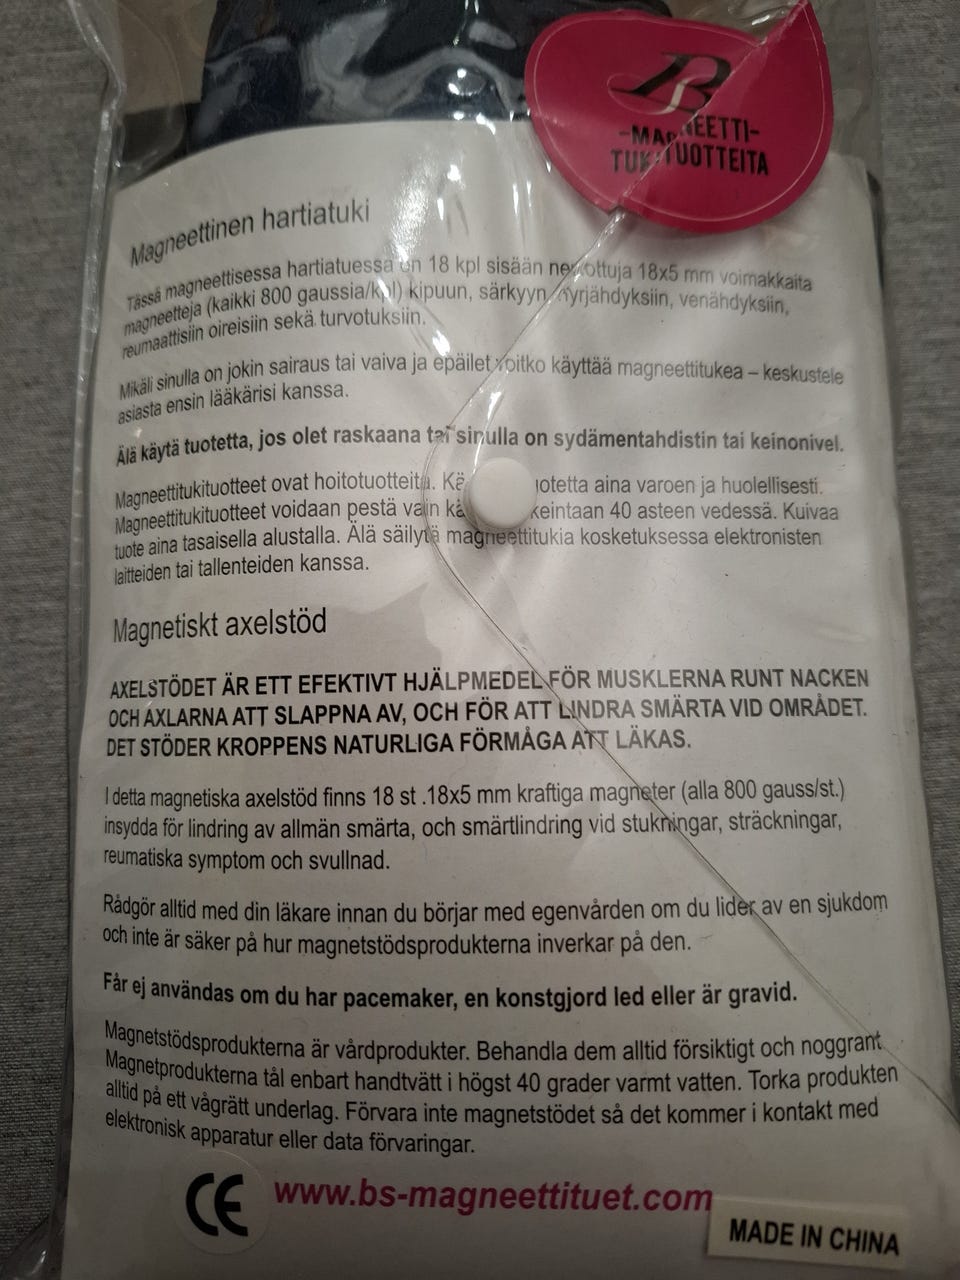 B
-MAGNEETTI-
TUKITUOTTEITA
Magneettinen hartiatuki
Tässä magneettisessa hartiatuessa on 18 kpl sisään neulottuja 18x5 mm voimakkaita
magneetteja (kaikki 800 gaussia/kpl) kipuun, särkyyn, nyrjähdyksiin, venähdyksiin,
reumaattisiin oireisiin sekä turvotuksiin.
Mikäli sinulla on jokin sairaus tai vaiva ja epäilet voitko käyttää magneettitukea – keskustele
asiasta ensin lääkärisi kanssa.
Älä käytä tuotetta, jos olet raskaana tai sinulla on sydämentahdistin tai keinonivel.
Magneettitukituotteet ovat hoitotuotteita. Kä otetta aina varoen ja huolellisesti.
Magneettitukituotteet voidaan pestä vain kä keintaan 40 asteen vedessä. Kuivaa
tuote aina tasaisella alustalla. Älä säilytä magneettitukia kosketuksessa elektronisten
laitteiden tai tallenteiden kanssa.
Magnetiskt axelstöd
AXELSTÖDET ÄR ETT EFEKTIVT HJÄLPMEDEL FÖR MUSKLERNA RUNT NACKEN
OCH AXLARNA ATT SLAPPNA AV, OCH FÖR ATT LINDRA SMÄRTA VID OMRÅDET.
DET STÖDER KROPPENS NATURLIGA FÖRMÅGA ATT LÄKAS.
I detta magnetiska axelstöd finns 18 st .18x5 mm kraftiga magneter (alla 800 gauss/st.)
insydda för lindring av allmän smärta, och smärtlindring vid stukningar, sträckningar,
reumatiska symptom och svullnad.
Rådgör alltid med din läkare innan du börjar med egenvården om du lider av en sjukdom
och inte är säker på hur magnetstödsprodukterna inverkar på den.
Får ej användas om du har pacemaker, en konstgjord led eller är gravid.
Magnetstödsprodukterna är vårdprodukter. Behandla dem alltid försiktigt och noggrant
Magnetprodukterna tål enbart handtvätt i högst 40 grader varmt vatten. Torka produkten
alltid på ett vågrätt underlag. Förvara inte magnetstödet så det kommer i kontakt med
elektronisk apparatur eller data förvaringar.
CE www.bs-magneettituet.com
MADE IN CHINA